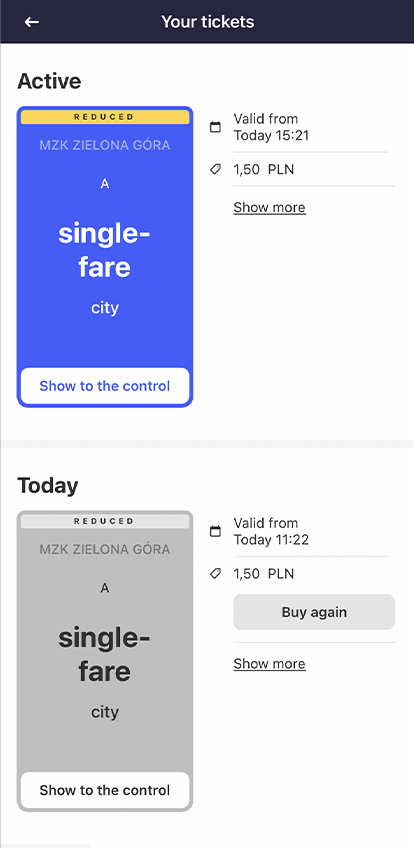 Your tickets
Active
REDUCED
MZK ZIELONA GÓRA
A
single-
fare
city
Show to the control
Valid from
Today 15:21
1,50 PLN
Show more
Today
REDUCED
MZK ZIELONA GÓRA
A
single-
fare
city
Show to the control
Valid from
Today 11:22
1,50 PLN
Buy again
Show more